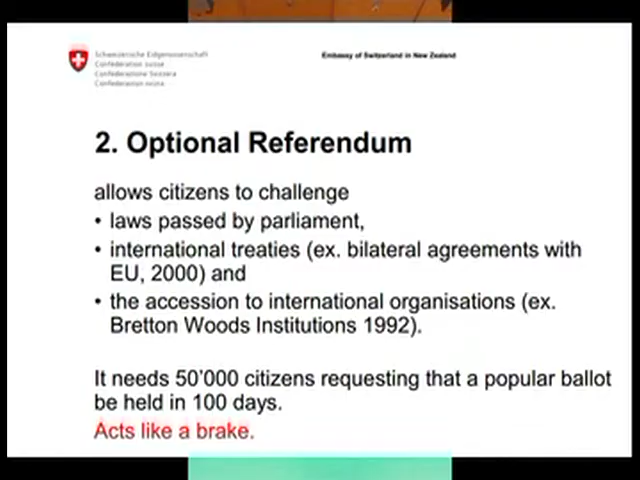 Schweizerische Eidgenossenschaft
Embassy of Switzerland in New Zealand
Confédération suisse
Confederazione Svizzera
Confederaziun svizra
2. Optional Referendum
allows citizens to challenge
• laws passed by parliament,
• international treaties (ex. bilateral agreements with
EU, 2000) and
• the accession to international organisations (ex.
Bretton Woods Institutions 1992).
It needs 50'000 citizens requesting that a popular ballot
be held in 100 days.
Acts like a brake.